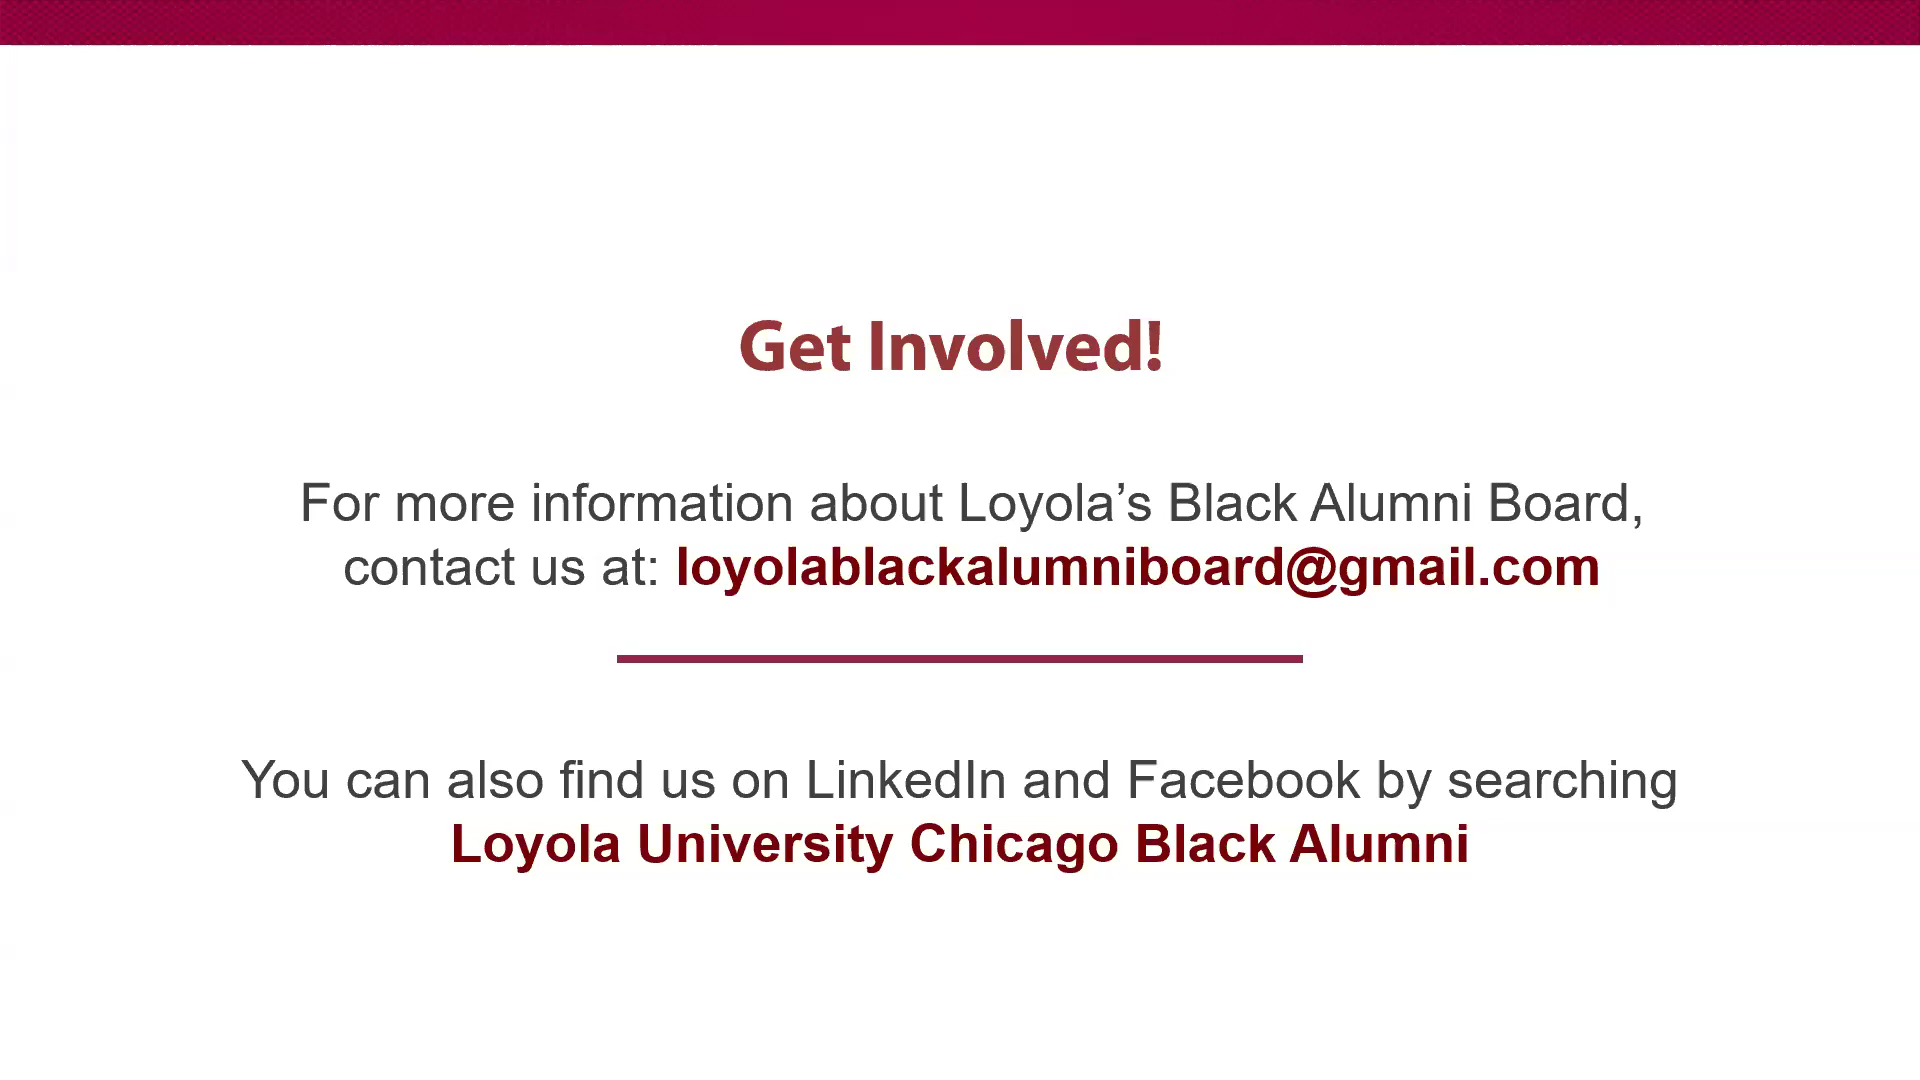 Get Involved!
For more information about Loyola’s Black Alumni Board,
contact us at: loyolablackalumniboard@gmail.com
You can also find us on LinkedIn and Facebook by searching
Loyola University Chicago Black Alumni